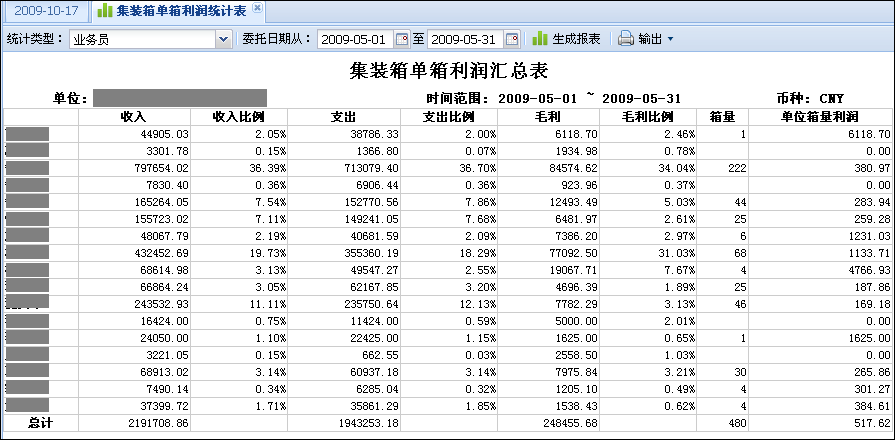 2009-10-17 集装箱单箱利润统计表
统计类型： 业务员 委托日期从： 2009-05-01 至 2009-05-31 生成报表 输出
集装箱单箱利润汇总表
单位： 时间范围： 2009-05-01 ~ 2009-05-31 币种： CNY
收入 收入比例 支出 支出比例 毛利 毛利比例 箱量 单位箱量利润
44905.03 2.05% 38786.33 2.00% 6118.70 2.46% 1 6118.70
3301.78 0.15% 1366.80 0.07% 1934.98 0.78% 0.00
797654.02 36.39% 713079.40 36.70% 84574.62 34.04% 222 380.97
7830.40 0.36% 6906.44 0.36% 923.96 0.37% 0.00
165264.05 7.54% 152770.56 7.86% 12493.49 5.03% 44 283.94
155723.02 7.11% 149241.05 7.68% 6481.97 2.61% 25 259.28
48067.79 2.19% 40681.59 2.09% 7386.20 2.97% 6 1231.03
432452.69 19.73% 355360.19 18.29% 77092.50 31.03% 68 1133.71
68614.98 3.13% 49547.27 2.55% 19067.71 7.67% 4 4766.93
66864.24 3.05% 62167.85 3.20% 4696.39 1.89% 25 187.86
243532.93 11.11% 235750.64 12.13% 7782.29 3.13% 46 169.18
16424.00 0.75% 11424.00 0.59% 5000.00 2.01% 0.00
24050.00 1.10% 22425.00 1.15% 1625.00 0.65% 1 1625.00
3221.05 0.15% 662.55 0.03% 2558.50 1.03% 0.00
68913.02 3.14% 60937.18 3.14% 7975.84 3.21% 30 265.86
7490.14 0.34% 6285.04 0.32% 1205.10 0.49% 4 301.27
37399.72 1.71% 35861.29 1.85% 1538.43 0.62% 4 384.61
总计 2191708.86 1943253.18 248455.68 480 517.62